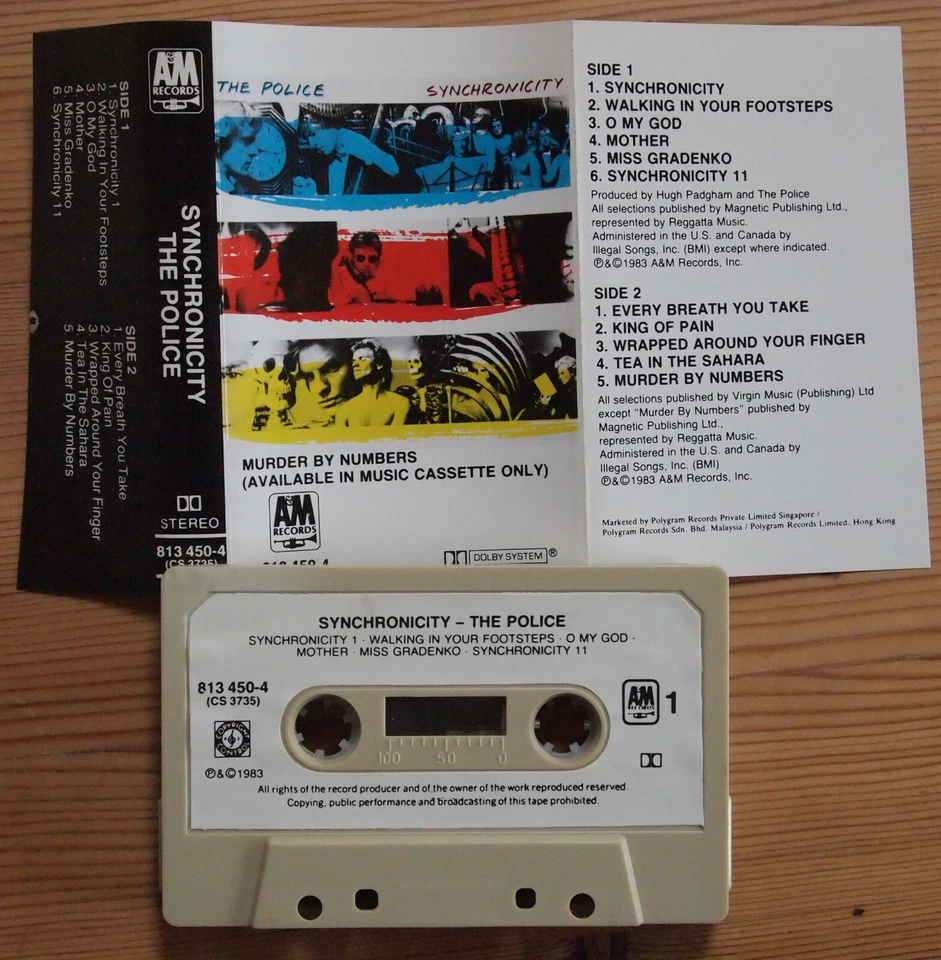 A&M
RECORDS
SIDE 1
1. Synchronicity 1
2. Walking In Your Footsteps
3. O My God
4. Mother
5. Miss Gradenko
6. Synchronicity 11
SIDE 2
1. Every Breath You Take
2. King Of Pain
3. Wrapped Around Your Finger
4. Tea In The Sahara
5. Murder By Numbers
SYNCHRONICITY
THE POLICE
STEREO
813 450-4
(CS 3735)
THE POLICE SYNCHRONICITY
MURDER BY NUMBERS
(AVAILABLE IN MUSIC CASSETTE ONLY)
A&M
RECORDS
DOLBY SYSTEM®
SIDE 1
1. SYNCHRONICITY
2. WALKING IN YOUR FOOTSTEPS
3. O MY GOD
4. MOTHER
5. MISS GRADENKO
6. SYNCHRONICITY 11
Produced by Hugh Padgham and The Police
All selections published by Magnetic Publishing Ltd.,
represented by Reggatta Music.
Administered in the U.S. and Canada by
Illegal Songs, Inc. (BMI) except where indicated.
℗&©1983 A&M Records, Inc.
SIDE 2
1. EVERY BREATH YOU TAKE
2. KING OF PAIN
3. WRAPPED AROUND YOUR FINGER
4. TEA IN THE SAHARA
5. MURDER BY NUMBERS
All selections published by Virgin Music (Publishing) Ltd
except "Murder By Numbers" published by
Magnetic Publishing Ltd.,
represented by Reggatta Music.
Administered in the U.S. and Canada by
Illegal Songs, Inc. (BMI)
℗&©1983 A&M Records, Inc.
Marketed by Polygram Records Private Limited Singapore /
Polygram Records Sdn. Bhd. Malaysia / Polygram Records Limited, Hong Kong
SYNCHRONICITY – THE POLICE
SYNCHRONICITY 1 · WALKING IN YOUR FOOTSTEPS · O MY GOD ·
MOTHER · MISS GRADENKO · SYNCHRONICITY 11
813 450-4
(CS 3735)
COPYRIGHT CONTROL
℗&©1983
100 50 0
A&M
RECORDS
1
All rights of the record producer and of the owner of the work reproduced reserved.
Copying, public performance and broadcasting of this tape prohibited.